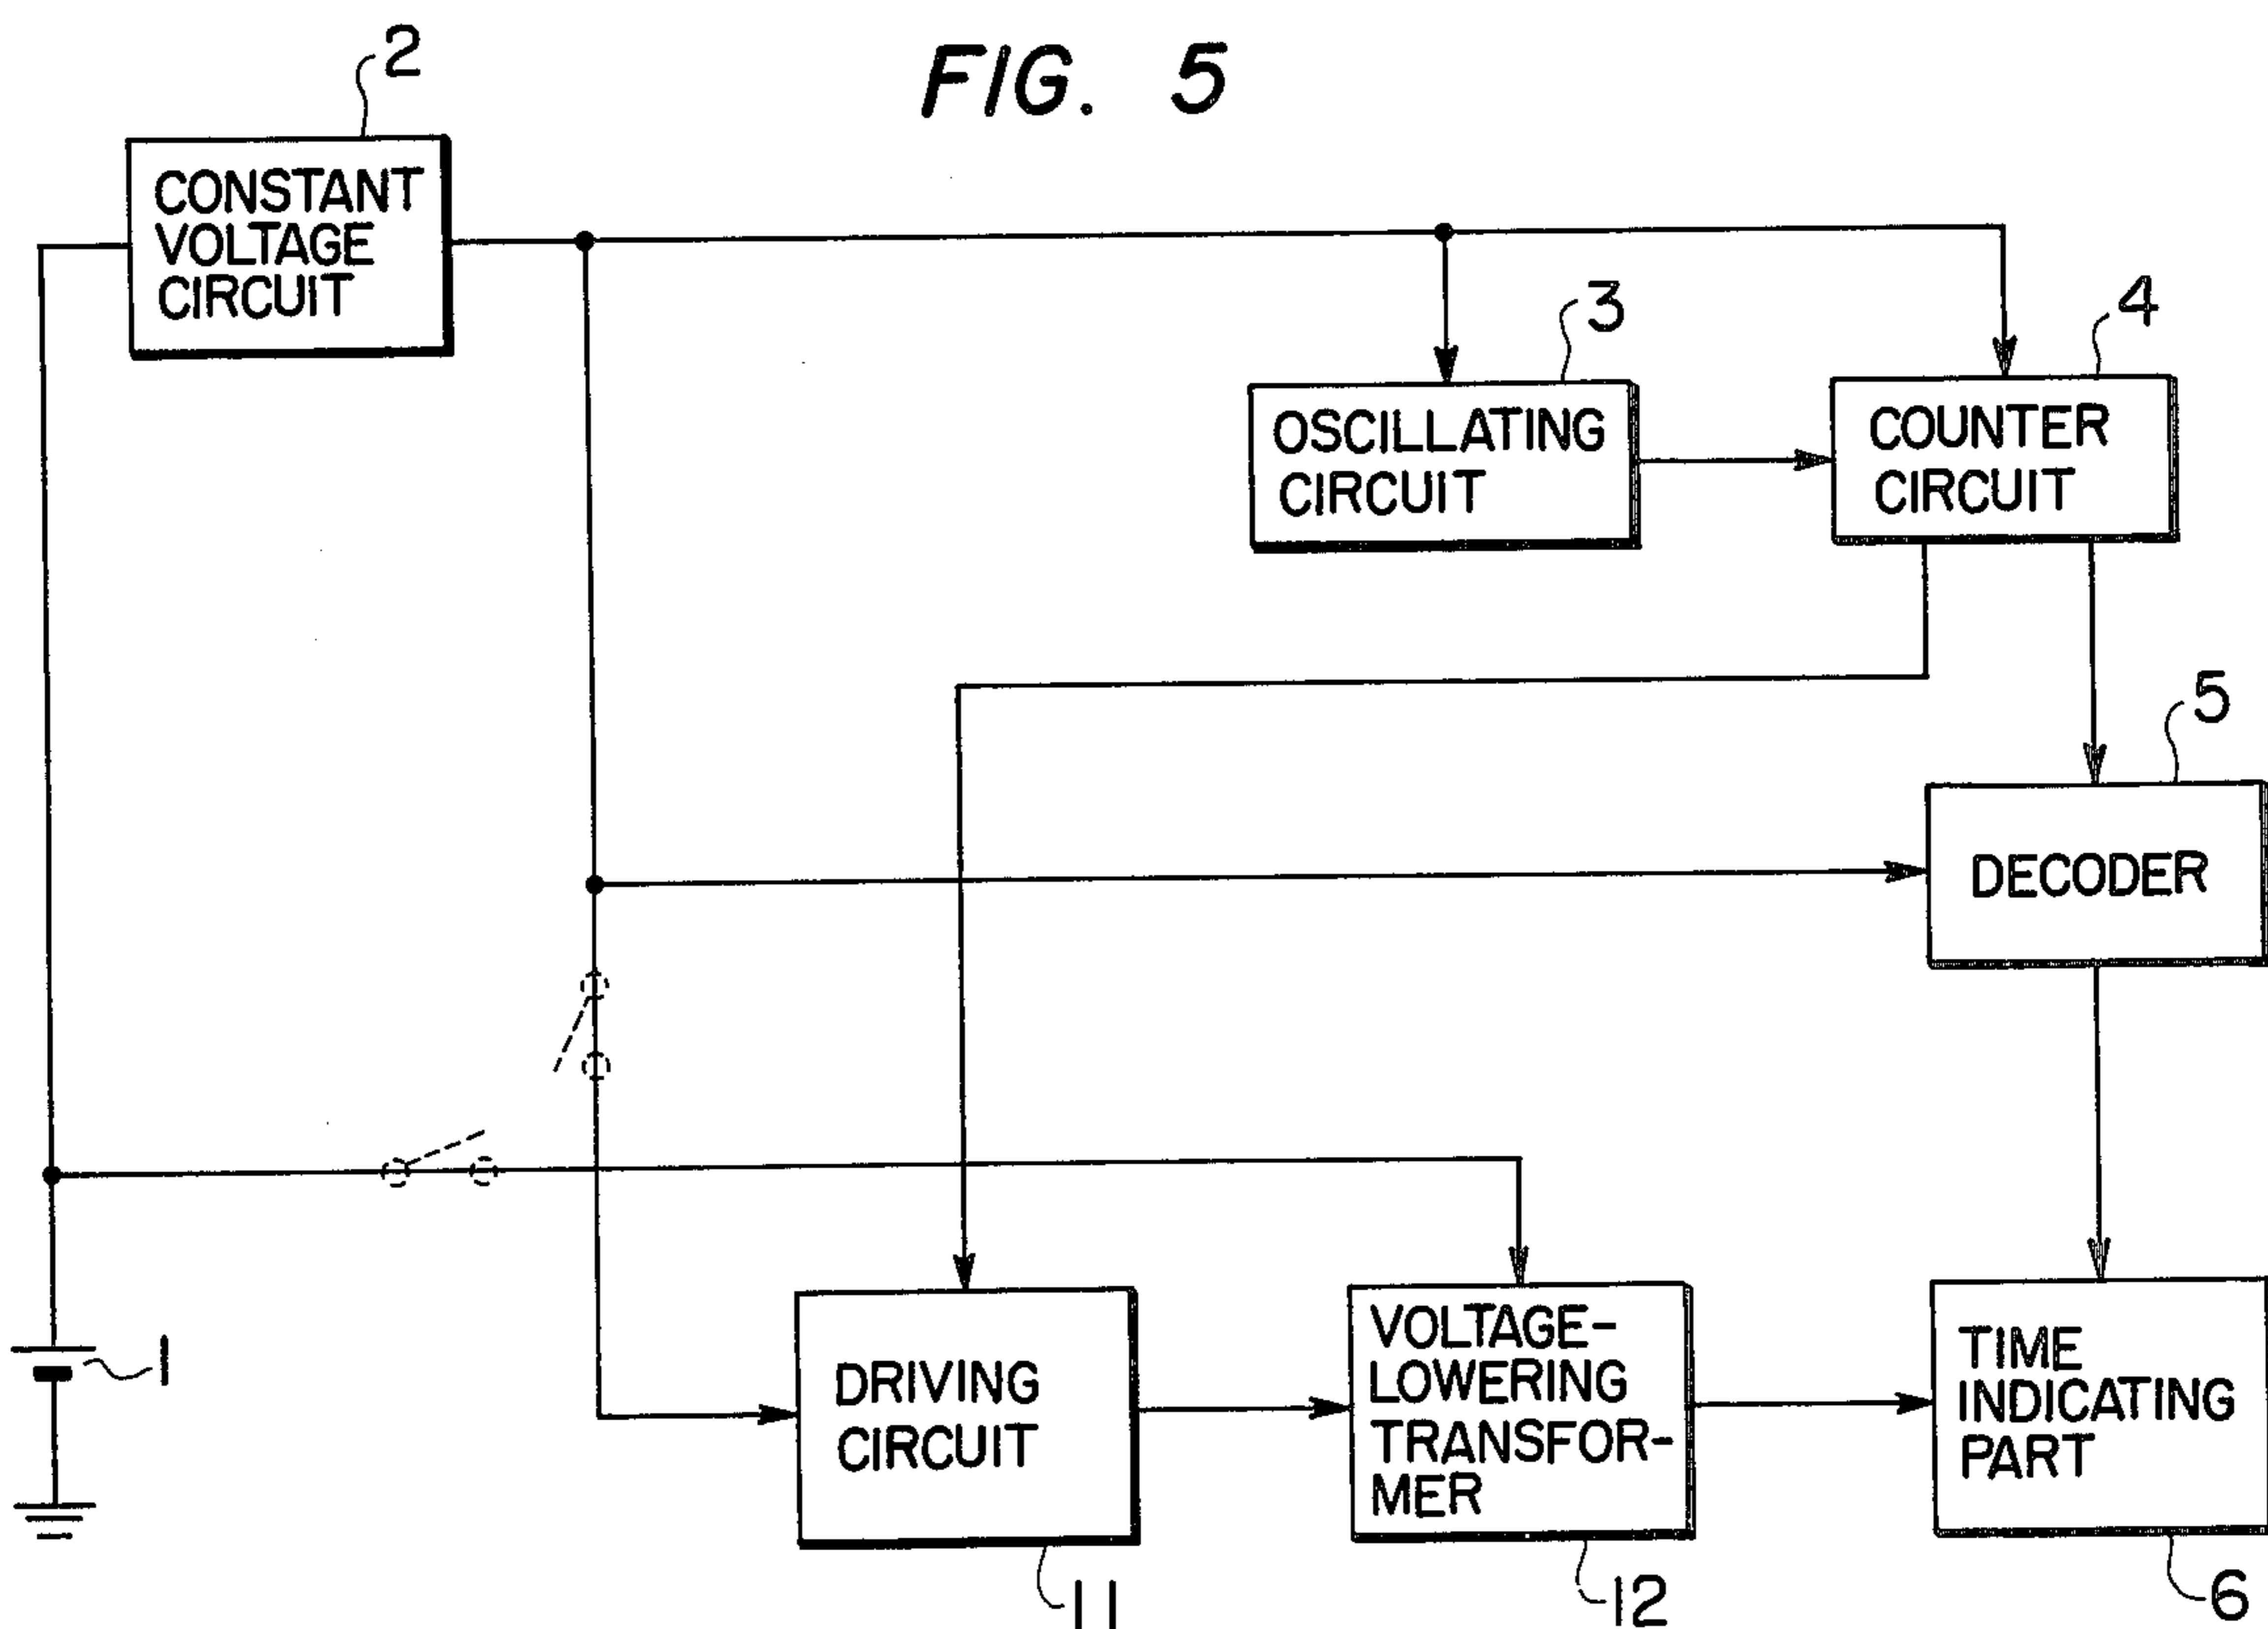 FIG. 5
2
CONSTANT
VOLTAGE
CIRCUIT
3
OSCILLATING
CIRCUIT
4
COUNTER
CIRCUIT
5
DECODER
1
DRIVING
CIRCUIT
11
VOLTAGE-
LOWERING
TRANSFOR-
MER
12
TIME
INDICATING
PART
6